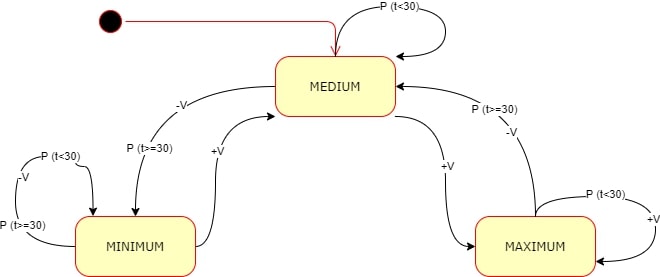 P (t<30)
MEDIUM
-V
P (t>=30)
P (t>=30)
-V
+V
+V
P (t<30)
-V
P (t>=30)
MINIMUM
P (t<30)
+V
MAXIMUM